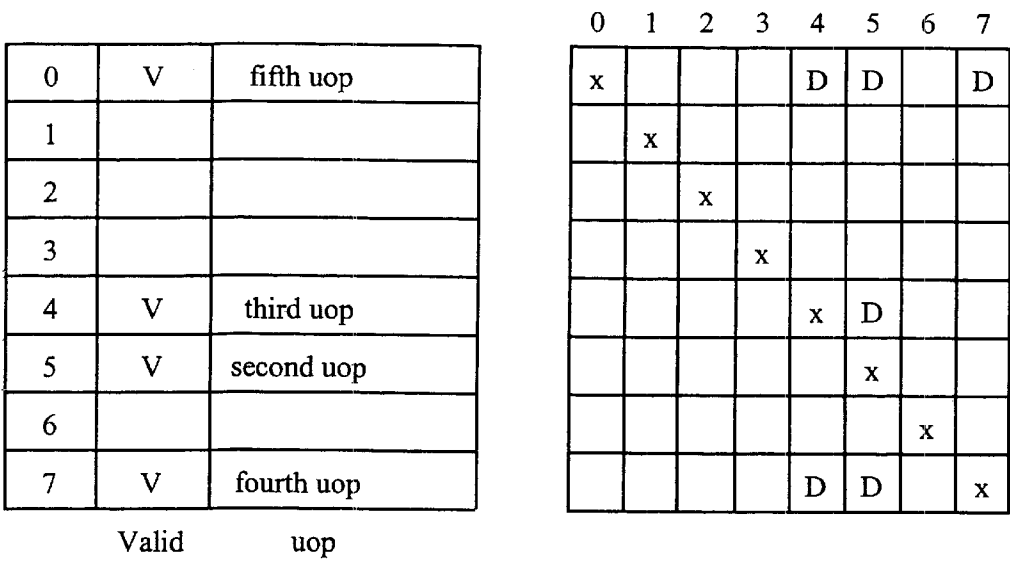 0 1 2 3 4 5 6 7
0 V fifth uop x D D D
1 x
2 x
3 x
4 V third uop x D
5 V second uop x
6 x
7 V fourth uop D D x
Valid uop